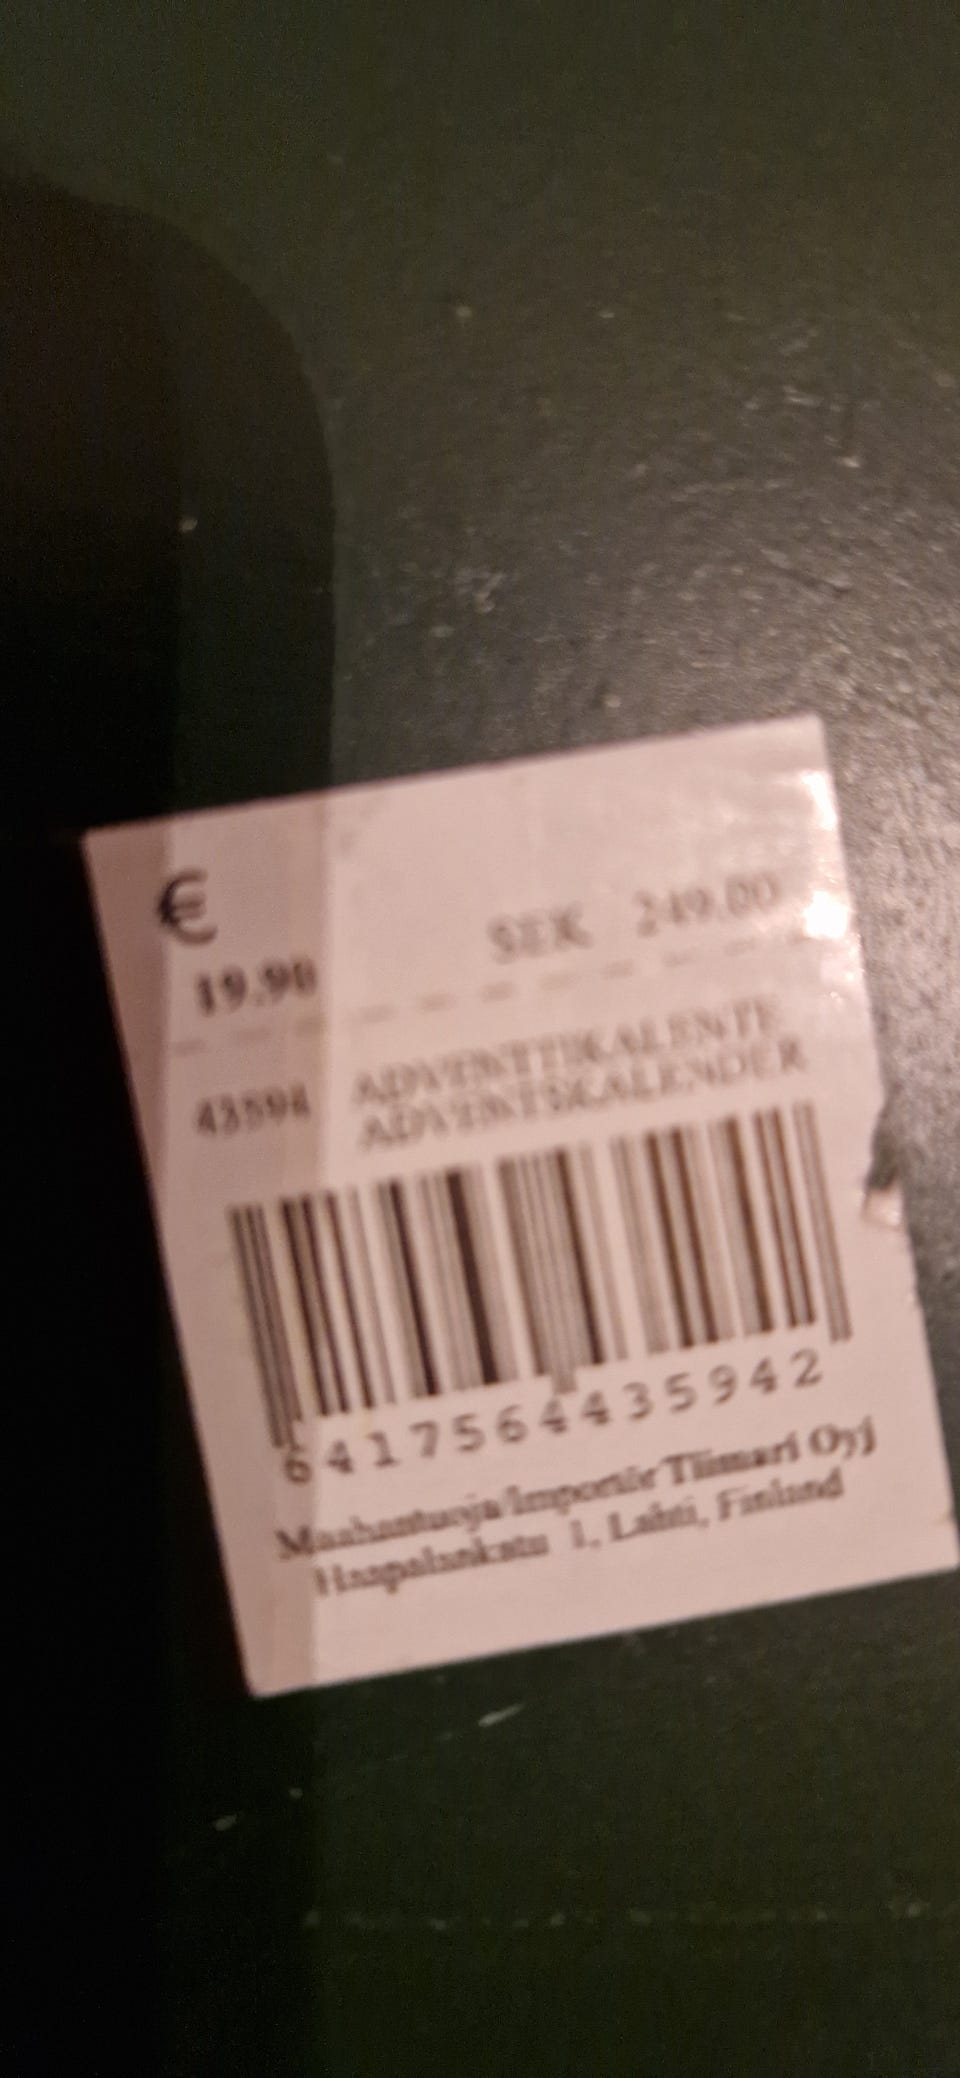 € SEK 249.00
19.90
43594 ADVENTTIKALENTE
ADVENTSKALENDER
6417564435942
Maahantuoja/Importör Tiimari Oyj
Haapalankatu 1, Lahti, Finland